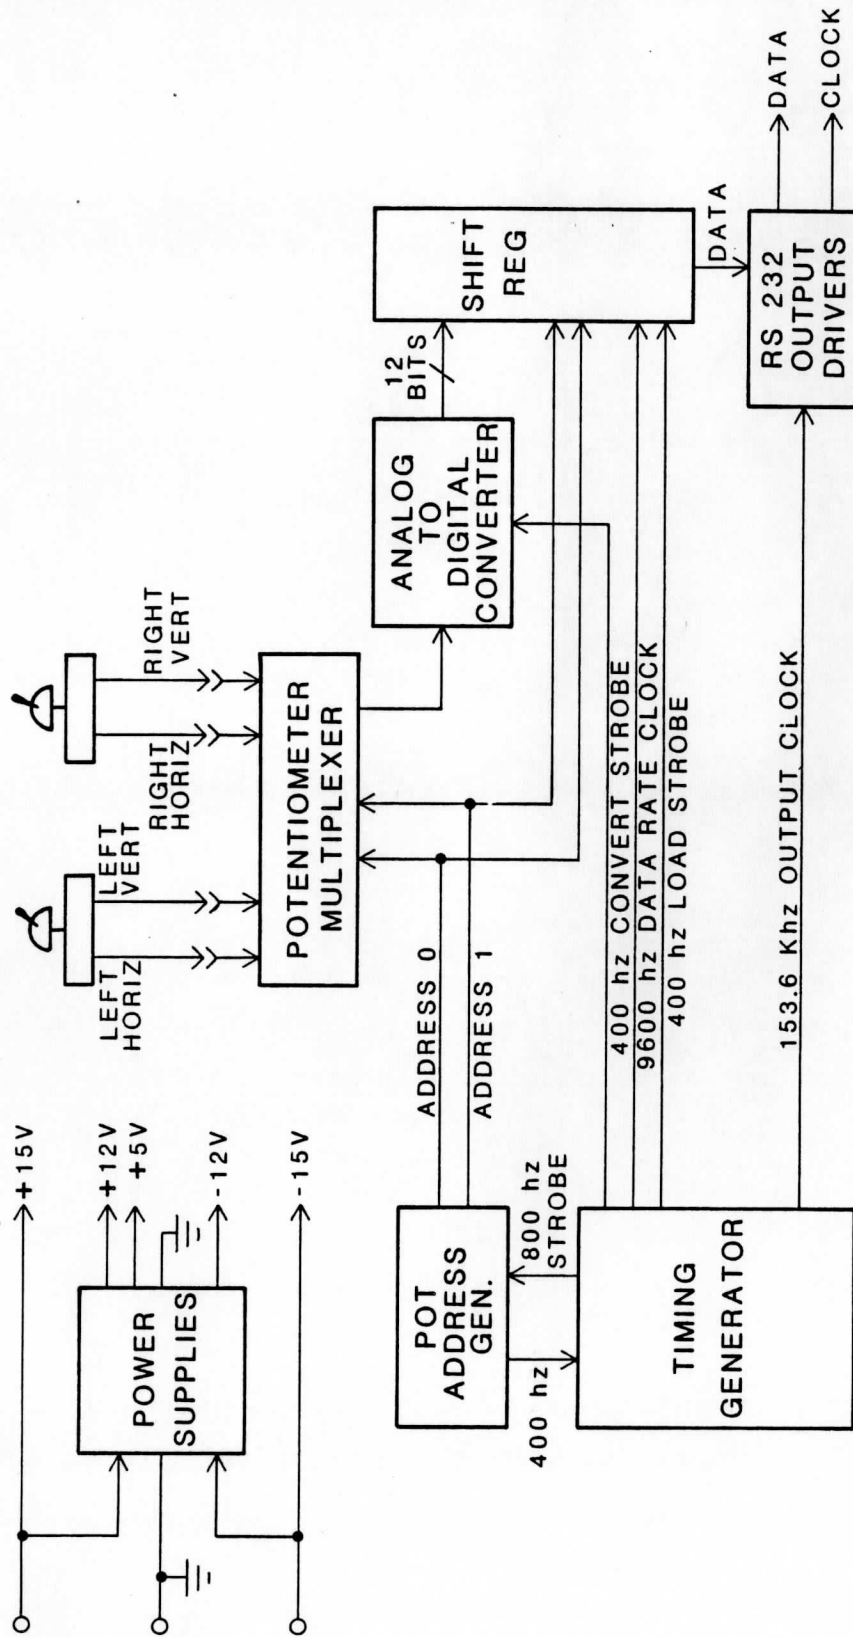 +15V
+12V
+5V
-12V
-15V
POWER
SUPPLIES
LEFT
HORIZ
LEFT
VERT
RIGHT
HORIZ
RIGHT
VERT
POTENTIOMETER
MULTIPLEXER
ANALOG
TO
DIGITAL
CONVERTER
12
BITS
SHIFT
REG
POT
ADDRESS
GEN.
ADDRESS 0
ADDRESS 1
400 hz
800 hz
STROBE
TIMING
GENERATOR
400 hz CONVERT STROBE
9600 hz DATA RATE CLOCK
400 hz LOAD STROBE
153.6 Khz OUTPUT CLOCK
DATA
RS 232
OUTPUT
DRIVERS
DATA
CLOCK